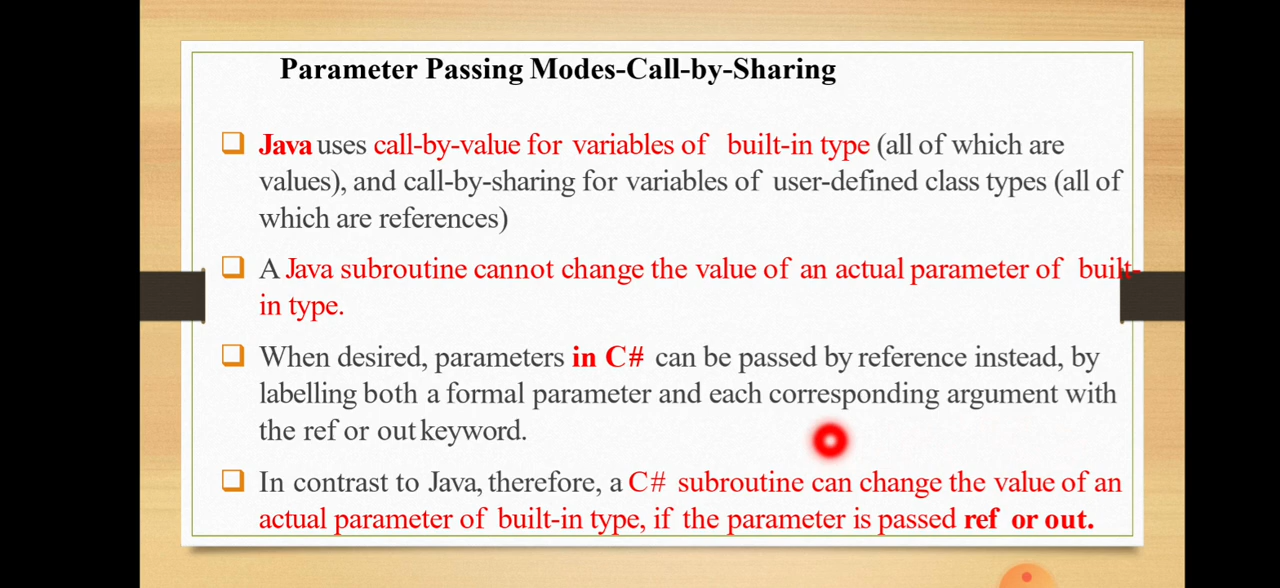 Parameter Passing Modes-Call-by-Sharing
❑ Java uses call-by-value for variables of built-in type (all of which are
values), and call-by-sharing for variables of user-defined class types (all of
which are references)
❑ A Java subroutine cannot change the value of an actual parameter of built-
in type.
❑ When desired, parameters in C# can be passed by reference instead, by
labelling both a formal parameter and each corresponding argument with
the ref or out keyword.
❑ In contrast to Java, therefore, a C# subroutine can change the value of an
actual parameter of built-in type, if the parameter is passed ref or out.